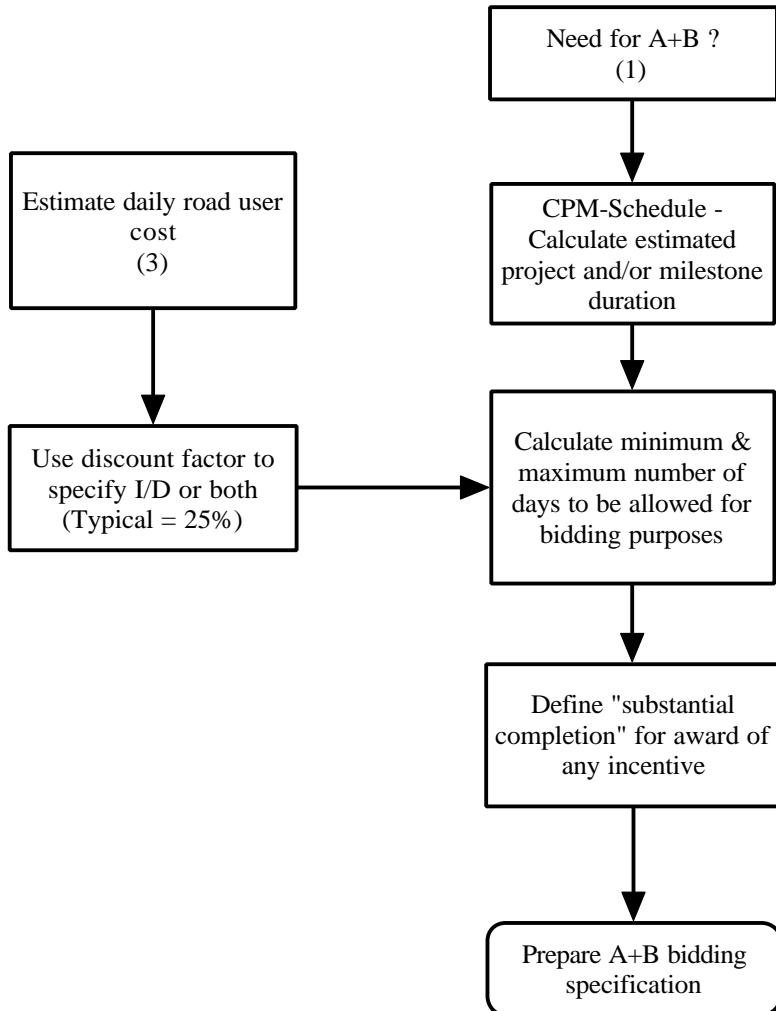 Need for A+B ?
(1)
Estimate daily road user
cost
(3)
CPM-Schedule -
Calculate estimated
project and/or milestone
duration
Use discount factor to
specify I/D or both
(Typical = 25%)
Calculate minimum &
maximum number of
days to be allowed for
bidding purposes
Define "substantial
completion" for award of
any incentive
Prepare A+B bidding
specification